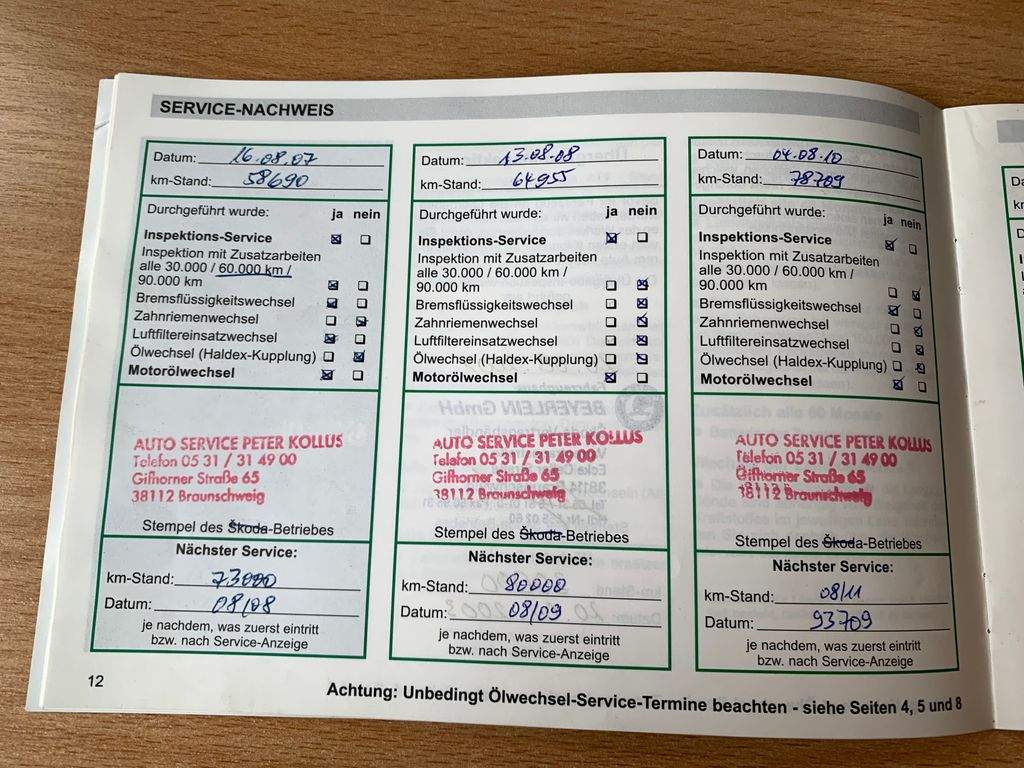 SERVICE-NACHWEIS
Datum: 16.08.07
km-Stand: 58690
Durchgeführt wurde: ja nein
Inspektions-Service
Inspektion mit Zusatzarbeiten
alle 30.000 / 60.000 km /
90.000 km
Bremsflüssigkeitswechsel
Zahnriemenwechsel
Luftfiltereinsatzwechsel
Ölwechsel (Haldex-Kupplung)
Motorölwechsel
AUTO SERVICE PETER KOLLUS
Telefon 05 31 / 31 49 00
Gifhorner Straße 65
38112 Braunschweig
Stempel des Škoda-Betriebes
Nächster Service:
km-Stand: 73000
Datum: 08/08
je nachdem, was zuerst eintritt
bzw. nach Service-Anzeige
Datum: 13.08.08
km-Stand: 64955
Durchgeführt wurde: ja nein
Inspektions-Service
Inspektion mit Zusatzarbeiten
alle 30.000 / 60.000 km /
90.000 km
Bremsflüssigkeitswechsel
Zahnriemenwechsel
Luftfiltereinsatzwechsel
Ölwechsel (Haldex-Kupplung)
Motorölwechsel
AUTO SERVICE PETER KOLLUS
Telefon 05 31 / 31 49 00
Gifhorner Straße 65
38112 Braunschweig
Stempel des Škoda-Betriebes
Nächster Service:
km-Stand: 80000
Datum: 08/09
je nachdem, was zuerst eintritt
bzw. nach Service-Anzeige
Datum: 04.08.10
km-Stand: 78709
Durchgeführt wurde: ja nein
Inspektions-Service
Inspektion mit Zusatzarbeiten
alle 30.000 / 60.000 km /
90.000 km
Bremsflüssigkeitswechsel
Zahnriemenwechsel
Luftfiltereinsatzwechsel
Ölwechsel (Haldex-Kupplung)
Motorölwechsel
AUTO SERVICE PETER KOLLUS
Telefon 05 31 / 31 49 00
Gifhorner Straße 65
38112 Braunschweig
Stempel des Škoda-Betriebes
Nächster Service:
km-Stand: 08/11
Datum: 93709
je nachdem, was zuerst eintritt
bzw. nach Service-Anzeige
12
Achtung: Unbedingt Ölwechsel-Service-Termine beachten - siehe Seiten 4, 5 und 8